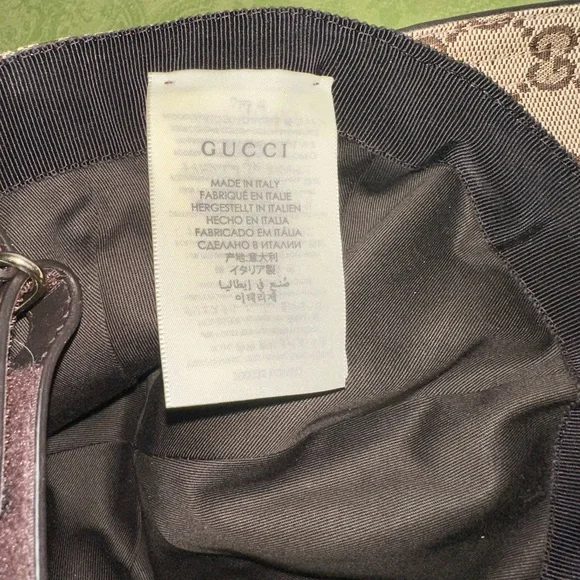 GUCCI
MADE IN ITALY
FABRIQUÉ EN ITALIE
HERGESTELLT IN ITALIEN
HECHO EN ITALIA
FABRICADO EM ITÁLIA
СДЕЛАНО В ИТАЛИИ
产地:意大利
イタリア製
صُنع في إيطاليا
이태리제